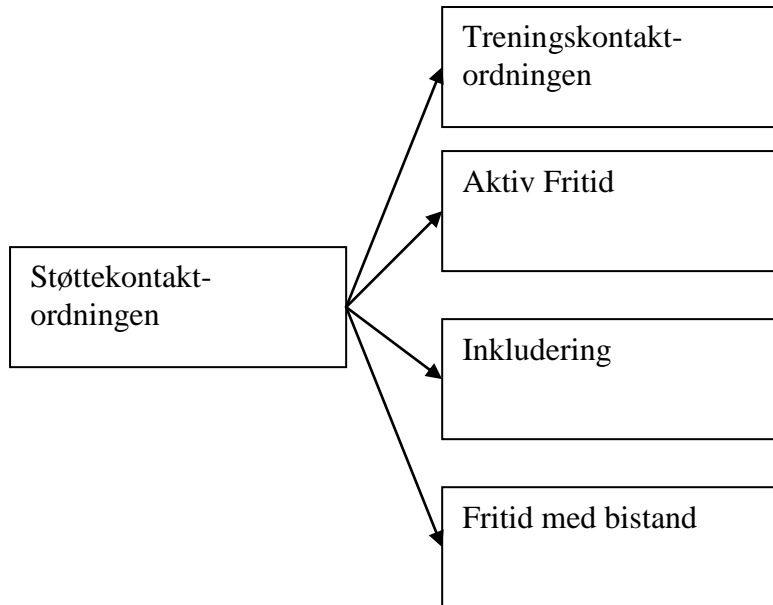 Treningskontakt-
ordningen
Aktiv Fritid
Støttekontakt-
ordningen
Inkludering
Fritid med bistand